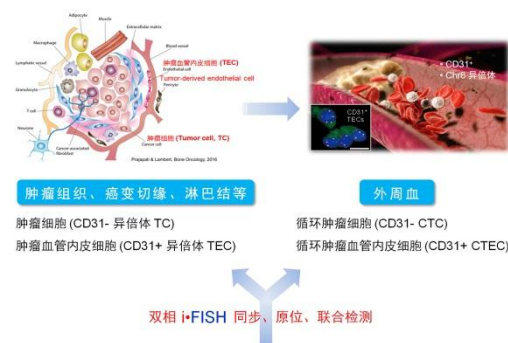 Adipocyte
Muscle
Extracellular matrix
Macrophage
Blood vessel
Lymphatic vessel
肿瘤血管内皮细胞 (TEC)
Endothelial cell
Tumor-derived endothelial cell
Pericyte
Granulocyte
T cell
Neurone
肿瘤细胞 (Tumor cell, TC)
Cancer cell
Cancer-associated
fibroblast
Prajapati & Lambert, Bone Oncology, 2016
• CD31+
• Chr8 异倍体
CD31+
TECs
肿瘤组织、癌变切缘、淋巴结等
外周血
肿瘤细胞 (CD31- 异倍体 TC)
肿瘤血管内皮细胞 (CD31+ 异倍体 TEC)
循环肿瘤细胞 (CD31- CTC)
循环肿瘤血管内皮细胞 (CD31+ CTEC)
双相 i•FISH 同步、原位、联合检测